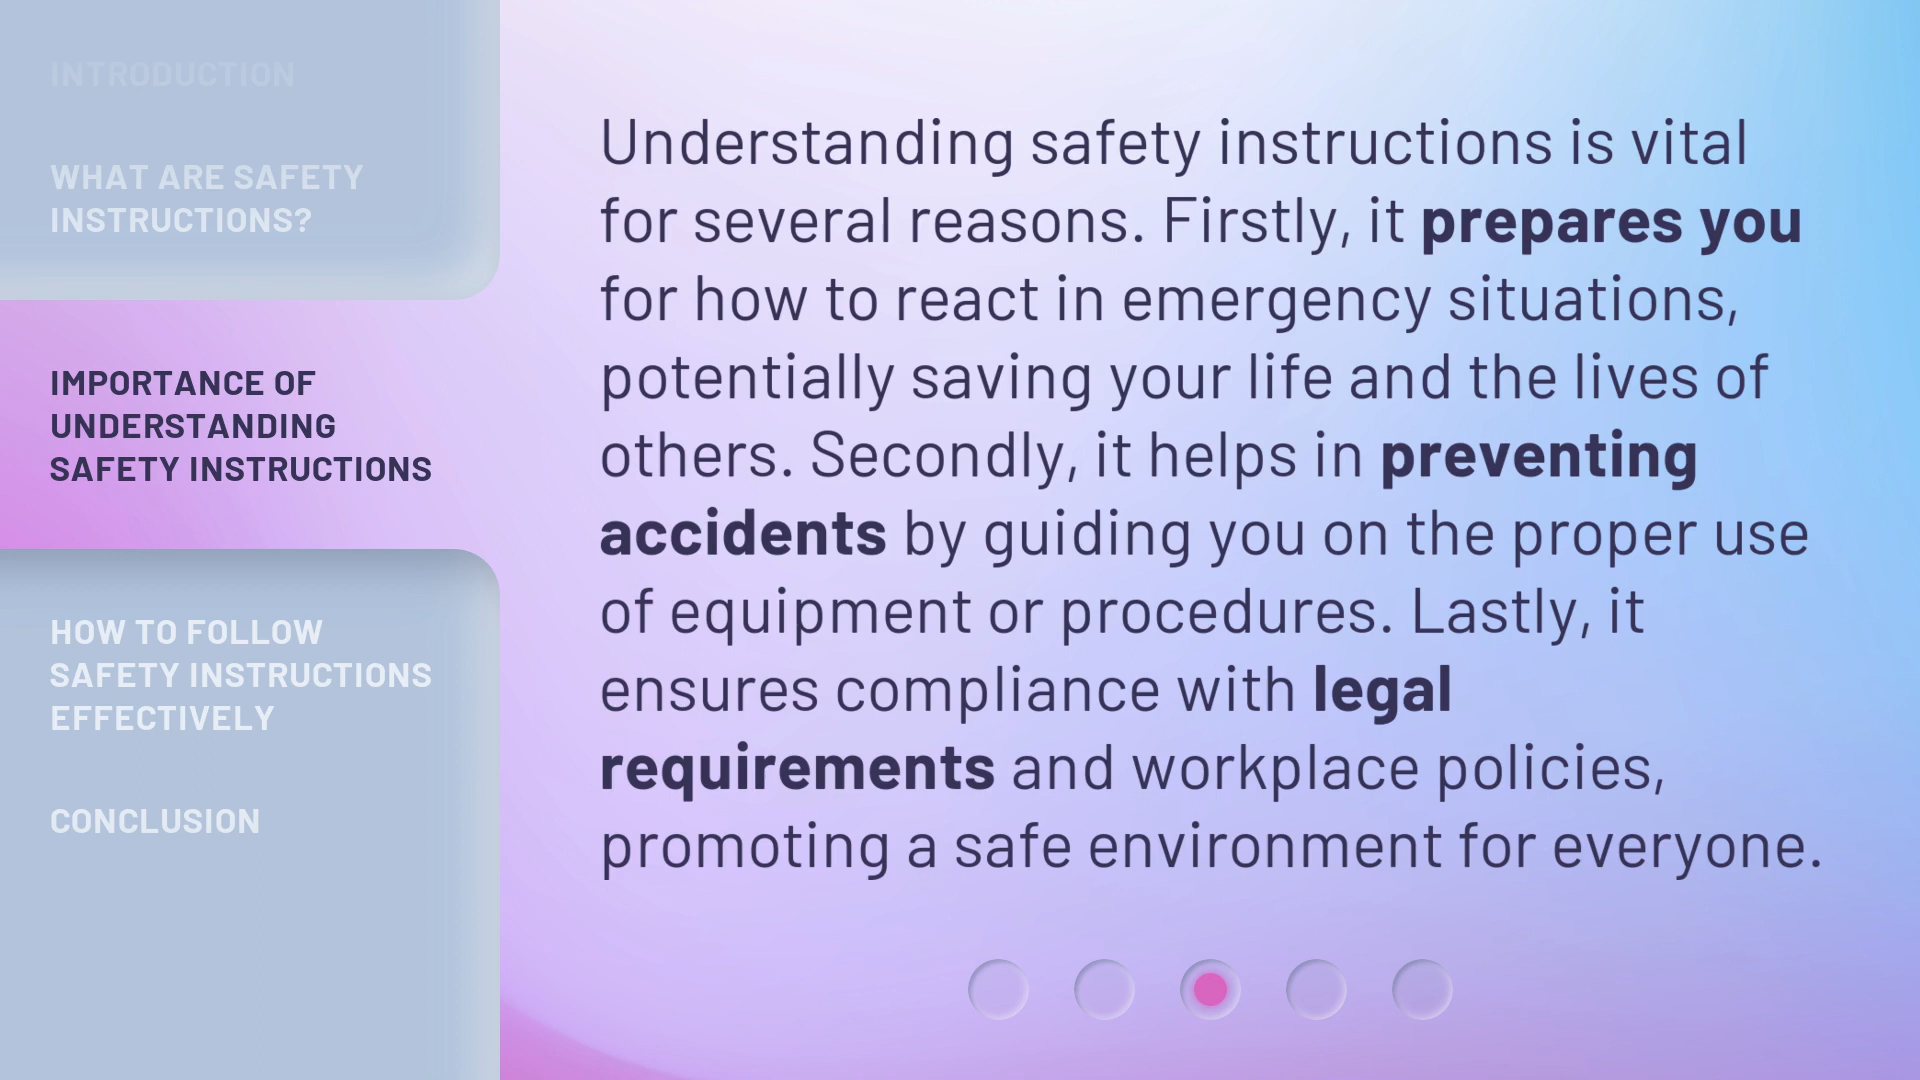 INTRODUCTION
WHAT ARE SAFETY
INSTRUCTIONS?
IMPORTANCE OF
UNDERSTANDING
SAFETY INSTRUCTIONS
HOW TO FOLLOW
SAFETY INSTRUCTIONS
EFFECTIVELY
CONCLUSION
Understanding safety instructions is vital
for several reasons. Firstly, it prepares you
for how to react in emergency situations,
potentially saving your life and the lives of
others. Secondly, it helps in preventing
accidents by guiding you on the proper use
of equipment or procedures. Lastly, it
ensures compliance with legal
requirements and workplace policies,
promoting a safe environment for everyone.